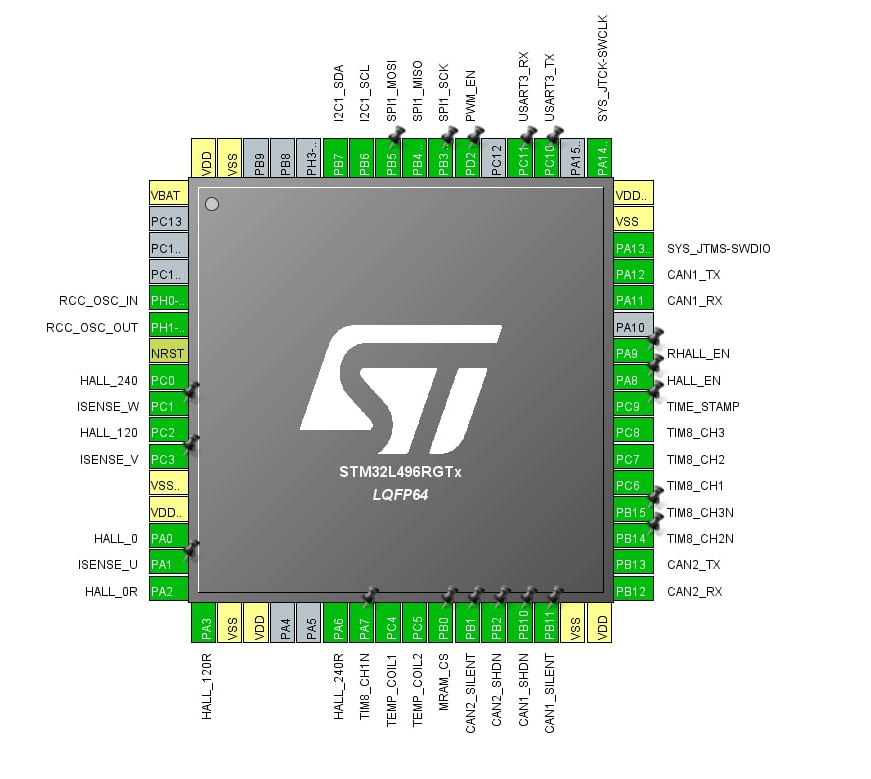 I2C1_SDA
I2C1_SCL
SPI1_MOSI
SPI1_MISO
SPI1_SCK
PWM_EN
USART3_RX
USART3_TX
SYS_JTCK-SWCLK
VDD
VSS
PB9
PB8
PH3-..
PB7
PB6
PB5
PB4..
PB3..
PD2
PC12
PC11
PC10
PA15..
PA14..
VBAT
PC13
PC1..
PC1..
RCC_OSC_IN PH0-..
RCC_OSC_OUT PH1-..
NRST
HALL_240 PC0
ISENSE_W PC1
HALL_120 PC2
ISENSE_V PC3
VSS..
VDD..
HALL_0 PA0
ISENSE_U PA1
HALL_0R PA2
STM32L496RGTx
LQFP64
VDD..
VSS
PA13.. SYS_JTMS-SWDIO
PA12 CAN1_TX
PA11 CAN1_RX
PA10
PA9 RHALL_EN
PA8 HALL_EN
PC9 TIME_STAMP
PC8 TIM8_CH3
PC7 TIM8_CH2
PC6 TIM8_CH1
PB15 TIM8_CH3N
PB14 TIM8_CH2N
PB13 CAN2_TX
PB12 CAN2_RX
PA3
VSS
VDD
PA4
PA5
PA6
PA7
PC4
PC5
PB0
PB1
PB2
PB10
PB11
VSS
VDD
HALL_120R
HALL_240R
TIM8_CH1N
TEMP_COIL1
TEMP_COIL2
MRAM_CS
CAN2_SILENT
CAN2_SHDN
CAN1_SHDN
CAN1_SILENT